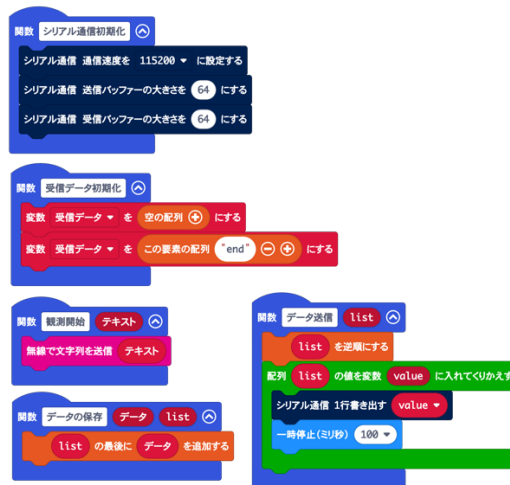 関数 シリアル通信初期化
シリアル通信 通信速度を 115200 に設定する
シリアル通信 送信バッファーの大きさを 64 にする
シリアル通信 受信バッファーの大きさを 64 にする
関数 受信データ初期化
変数 受信データ を 空の配列 にする
変数 受信データ を この要素の配列 "end" にする
関数 観測開始 テキスト
無線で文字列を送信 テキスト
関数 データの保存 データ list
list の最後に データ を追加する
関数 データ送信 list
list を逆順にする
配列 list の値を変数 value に入れてくりかえす
シリアル通信 1行書き出す value
一時停止(ミリ秒) 100